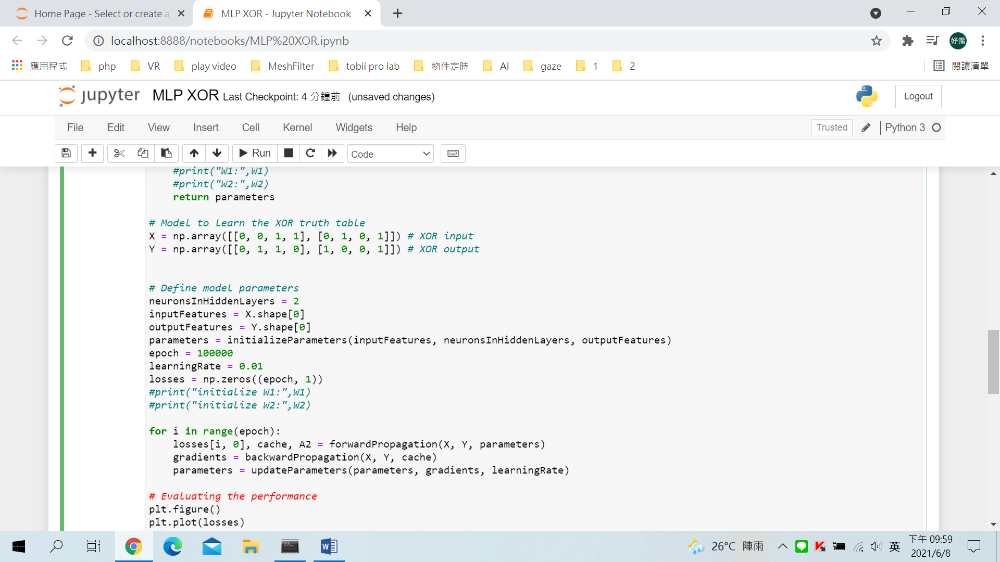 Home Page - Select or create a
MLP XOR - Jupyter Notebook
localhost:8888/notebooks/MLP%20XOR.ipynb
妤霈
應用程式 php VR play video MeshFilter tobii pro lab 物件定時 AI gaze 1 2 閱讀清單
jupyter MLP XOR Last Checkpoint: 4 分鐘前 (unsaved changes) Logout
File Edit View Insert Cell Kernel Widgets Help Trusted Python 3
Run Code
#print("W1:",W1)
#print("W2:",W2)
return parameters
# Model to learn the XOR truth table
X = np.array([[0, 0, 1, 1], [0, 1, 0, 1]]) # XOR input
Y = np.array([[0, 1, 1, 0], [1, 0, 0, 1]]) # XOR output
# Define model parameters
neuronsInHiddenLayers = 2
inputFeatures = X.shape[0]
outputFeatures = Y.shape[0]
parameters = initializeParameters(inputFeatures, neuronsInHiddenLayers, outputFeatures)
epoch = 100000
learningRate = 0.01
losses = np.zeros((epoch, 1))
#print("initialize W1:",W1)
#print("initialize W2:",W2)
for i in range(epoch):
losses[i, 0], cache, A2 = forwardPropagation(X, Y, parameters)
gradients = backwardPropagation(X, Y, cache)
parameters = updateParameters(parameters, gradients, learningRate)
# Evaluating the performance
plt.figure()
plt.plot(losses)
26°C 陣雨 英 下午 09:59
2021/6/8